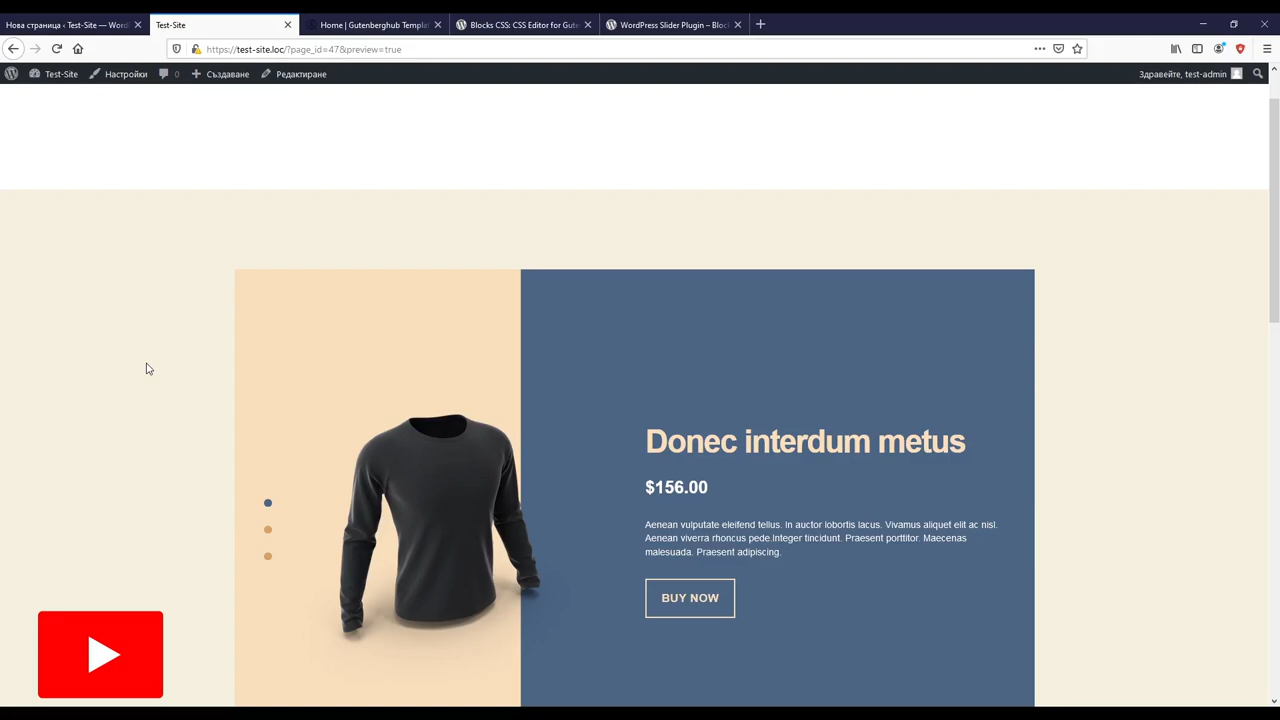 Нова страница ‹ Test-Site — Word
Test-Site
Home | Gutenberghub Templa
Blocks CSS: CSS Editor for Gute
WordPress Slider Plugin – Bloc
https://test-site.loc/?page_id=47&preview=true
Test-Site
Настройки
0
Създаване
Редактиране
Здравейте, test-admin
Donec interdum metus
$156.00
Aenean vulputate eleifend tellus. In auctor lobortis lacus. Vivamus aliquet elit ac nisl.
Aenean viverra rhoncus pede.Integer tincidunt. Praesent porttitor. Maecenas
malesuada. Praesent adipiscing.
BUY NOW